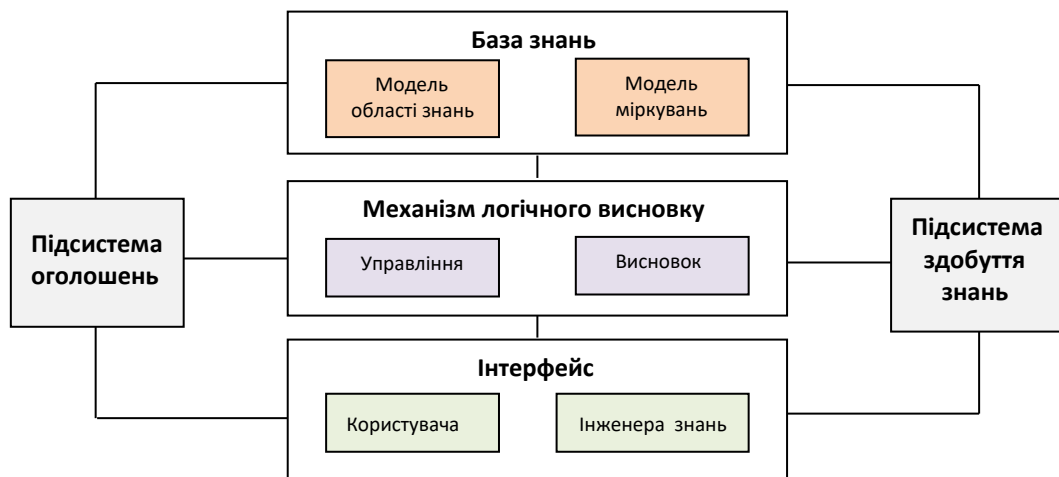 База знань
Модель
області знань
Модель
міркувань
Механізм логічного висновку
Управління
Висновок
Підсистема
оголошень
Підсистема
здобуття
знань
Інтерфейс
Користувача
Інженера знань